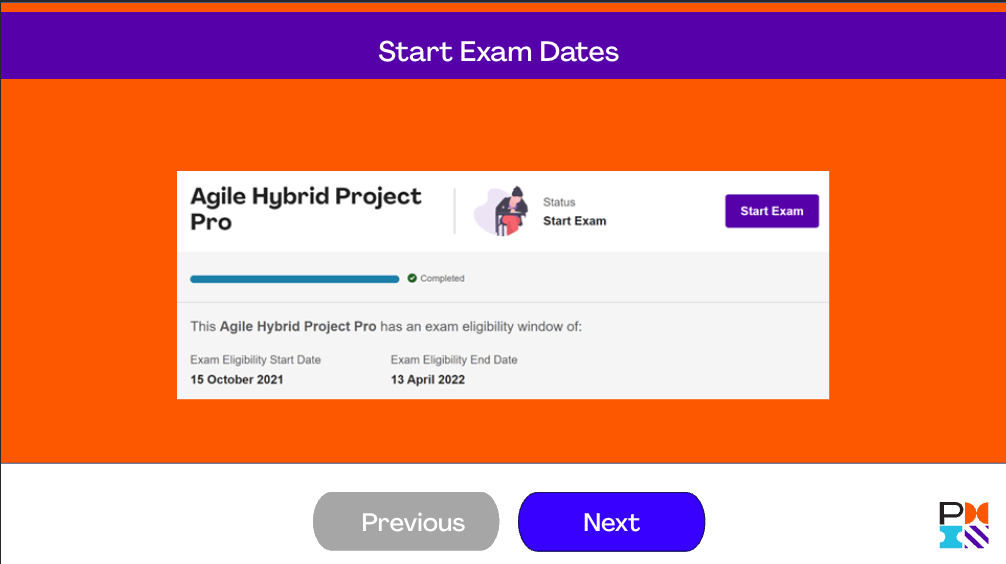 Start Exam Dates
Agile Hybrid Project
Pro
Status
Start Exam
Start Exam
Completed
This Agile Hybrid Project Pro has an exam eligibility window of:
Exam Eligibility Start Date
Exam Eligibility End Date
15 October 2021
13 April 2022
Previous
Next